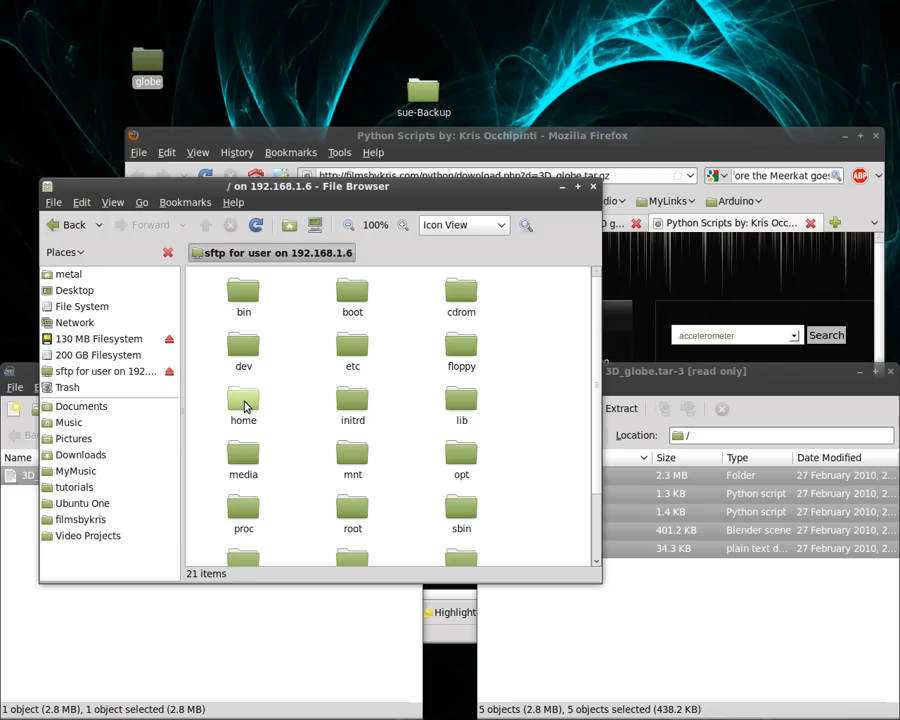 globe
sue-Backup
Python Scripts by: Kris Occhipinti - Mozilla Firefox
File Edit View History Bookmarks Tools Help
http://filmsbykris.com/python/download.php?d=3D_globe.tar.gz
'ore the Meerkat goes
ABP
MyLinks
Arduino
Python Scripts by: Kris Occ...
accelerometer
Search
/ on 192.168.1.6 - File Browser
File Edit View Go Bookmarks Help
Back Forward 100% Icon View
Places
sftp for user on 192.168.1.6
metal
Desktop
File System
Network
130 MB Filesystem
200 GB Filesystem
sftp for user on 192....
Trash
Documents
Music
Pictures
Downloads
MyMusic
tutorials
Ubuntu One
filmsbykris
Video Projects
bin boot cdrom
dev etc floppy
home initrd lib
media mnt opt
proc root sbin
21 items
3D_globe.tar-3 [read only]
File
Extract
Location: /
Name
Size Type Date Modified
2.3 MB Folder 27 February 2010, 2...
1.3 KB Python script 27 February 2010, 2...
1.4 KB Python script 27 February 2010, 2...
401.2 KB Blender scene 27 February 2010, 2...
34.3 KB plain text d... 27 February 2010, 2...
Highlight
1 object (2.8 MB), 1 object selected (2.8 MB)
5 objects (2.8 MB), 5 objects selected (438.2 KB)